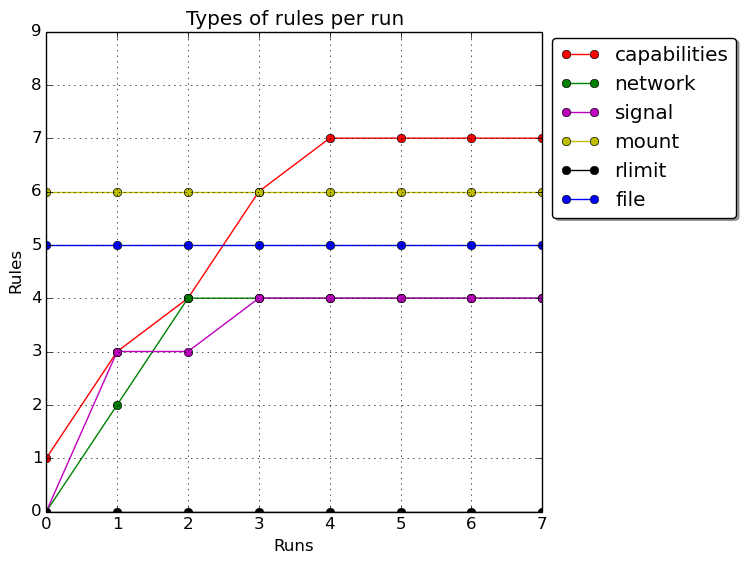 Types of rules per run
9
8
7
6
5
4
3
2
1
0
Rules
0 1 2 3 4 5 6 7
Runs
capabilities
network
signal
mount
rlimit
file